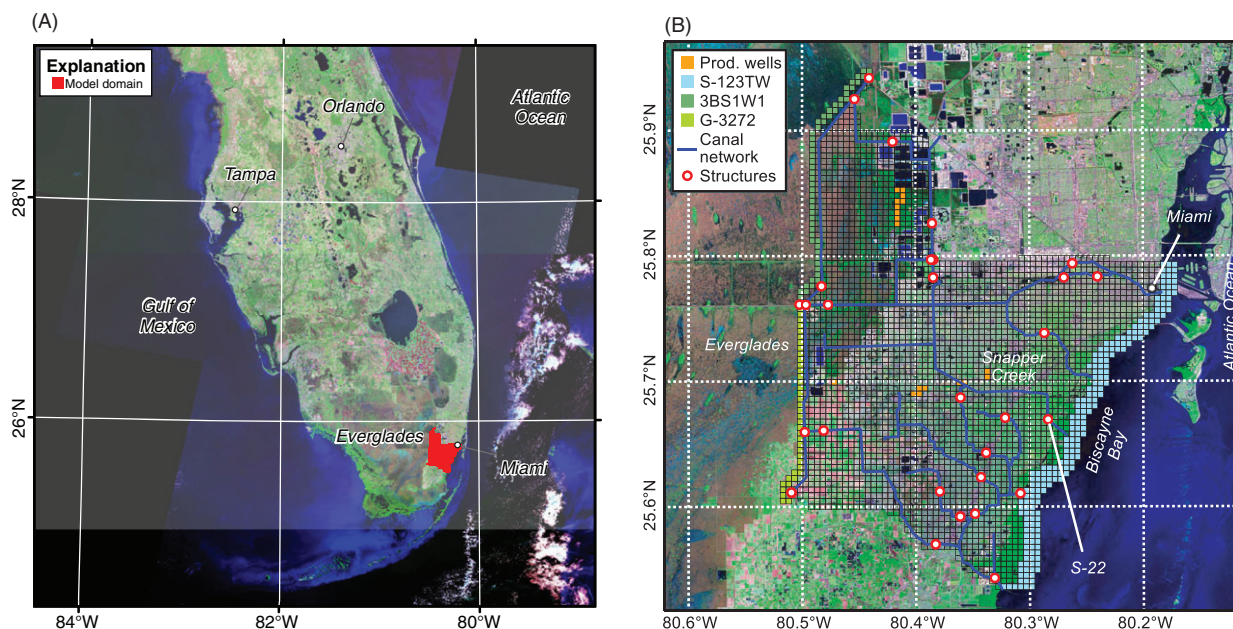 (A)
Explanation
Model domain
Orlando
Atlantic
Ocean
Tampa
Gulf of
Mexico
Everglades
Miami
28°N
26°N
84°W
82°W
80°W
(B)
Prod. wells
S-123TW
3BS1W1
G-3272
Canal
network
Structures
Miami
Everglades
Snapper
Creek
Atlantic Ocean
Biscayne
Bay
S-22
25.9°N
25.8°N
25.7°N
25.6°N
80.6°W
80.5°W
80.4°W
80.3°W
80.2°W